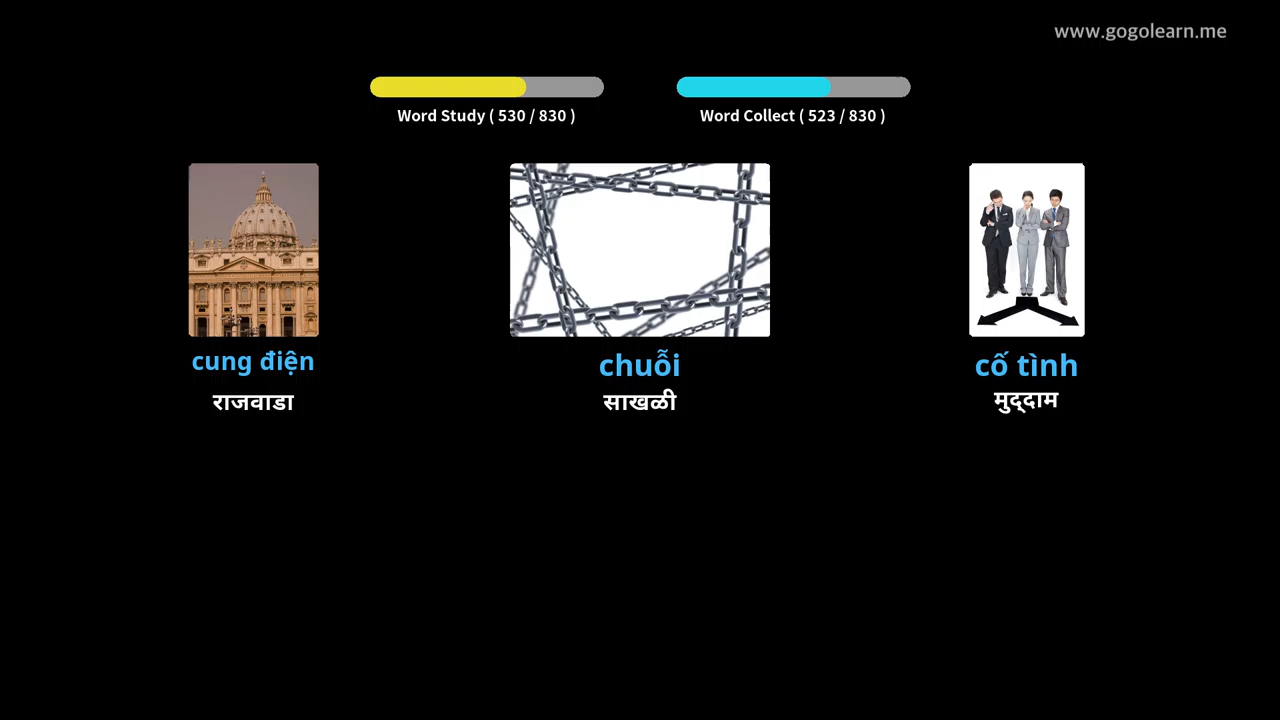 www.gogolearn.me
Word Study ( 530 / 830 )
Word Collect ( 523 / 830 )
cung điện
chuỗi
cố tình
राजवाडा
साखळी
मुद्दाम